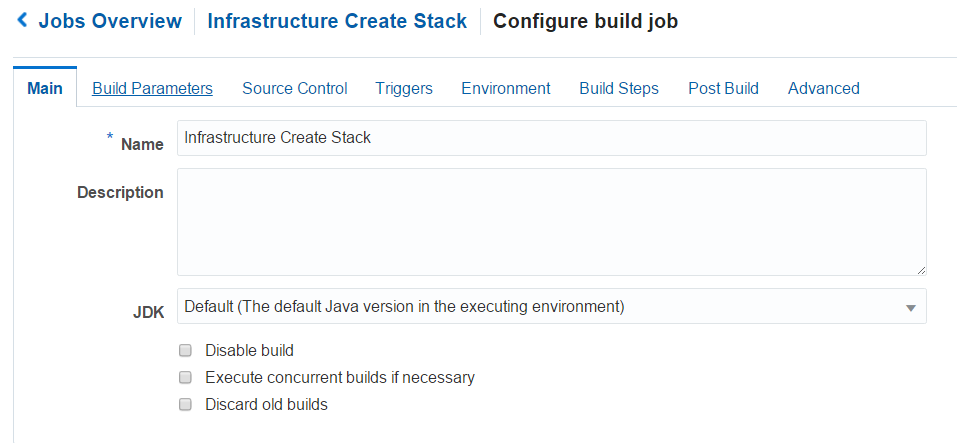 Jobs Overview Infrastructure Create Stack Configure build job
Main Build Parameters Source Control Triggers Environment Build Steps Post Build Advanced
* Name Infrastructure Create Stack
Description
JDK Default (The default Java version in the executing environment)
Disable build
Execute concurrent builds if necessary
Discard old builds